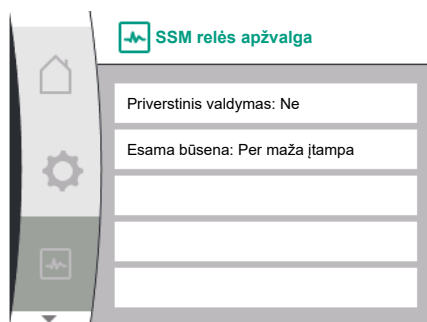 SSM relės apžvalga
Priverstinis valdymas: Ne
Esama būsena: Per maža įtampa